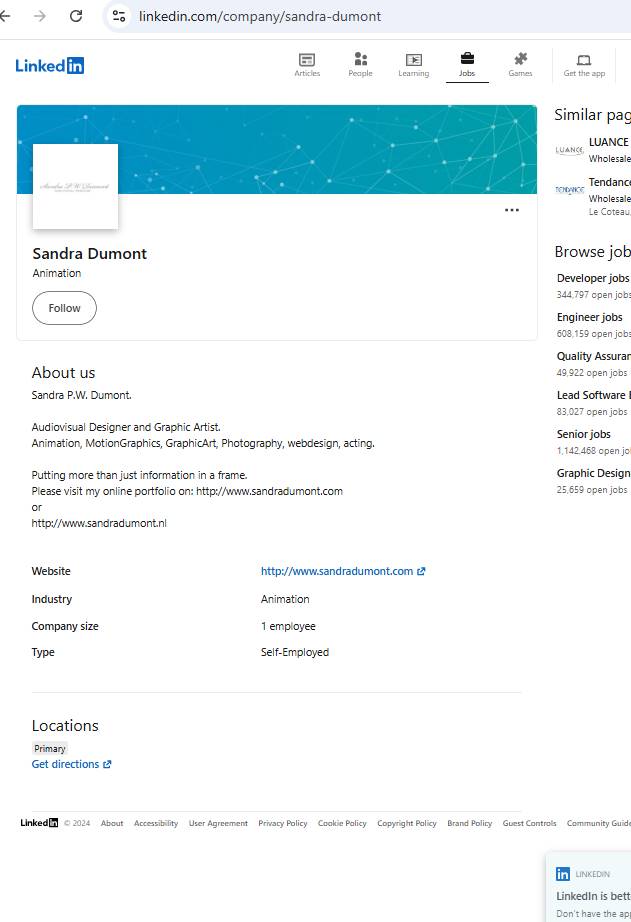 linkedin.com/company/sandra-dumont
LinkedIn
Articles
People
Learning
Jobs
Games
Get the app
Sandra P.W. Dumont
Sandra Dumont
Animation
Follow
About us
Sandra P.W. Dumont.
Audiovisual Designer and Graphic Artist.
Animation, MotionGraphics, GraphicArt, Photography, webdesign, acting.
Putting more than just information in a frame.
Please visit my online portfolio on: http://www.sandradumont.com
or
http://www.sandradumont.nl
Website http://www.sandradumont.com
Industry Animation
Company size 1 employee
Type Self-Employed
Locations
Primary
Get directions
Similar pag
LUANCE
LUANCE
Wholesale
TENDANCE
Tendance
Wholesale
Le Coteau,
Browse job
Developer jobs
344,797 open jobs
Engineer jobs
608,159 open jobs
Quality Assuran
49,922 open jobs
Lead Software E
83,027 open jobs
Senior jobs
1,142,468 open jo
Graphic Design
25,659 open jobs
LinkedIn © 2024 About Accessibility User Agreement Privacy Policy Cookie Policy Copyright Policy Brand Policy Guest Controls Community Guide
in LINKEDIN
LinkedIn is bett
Don't have the app